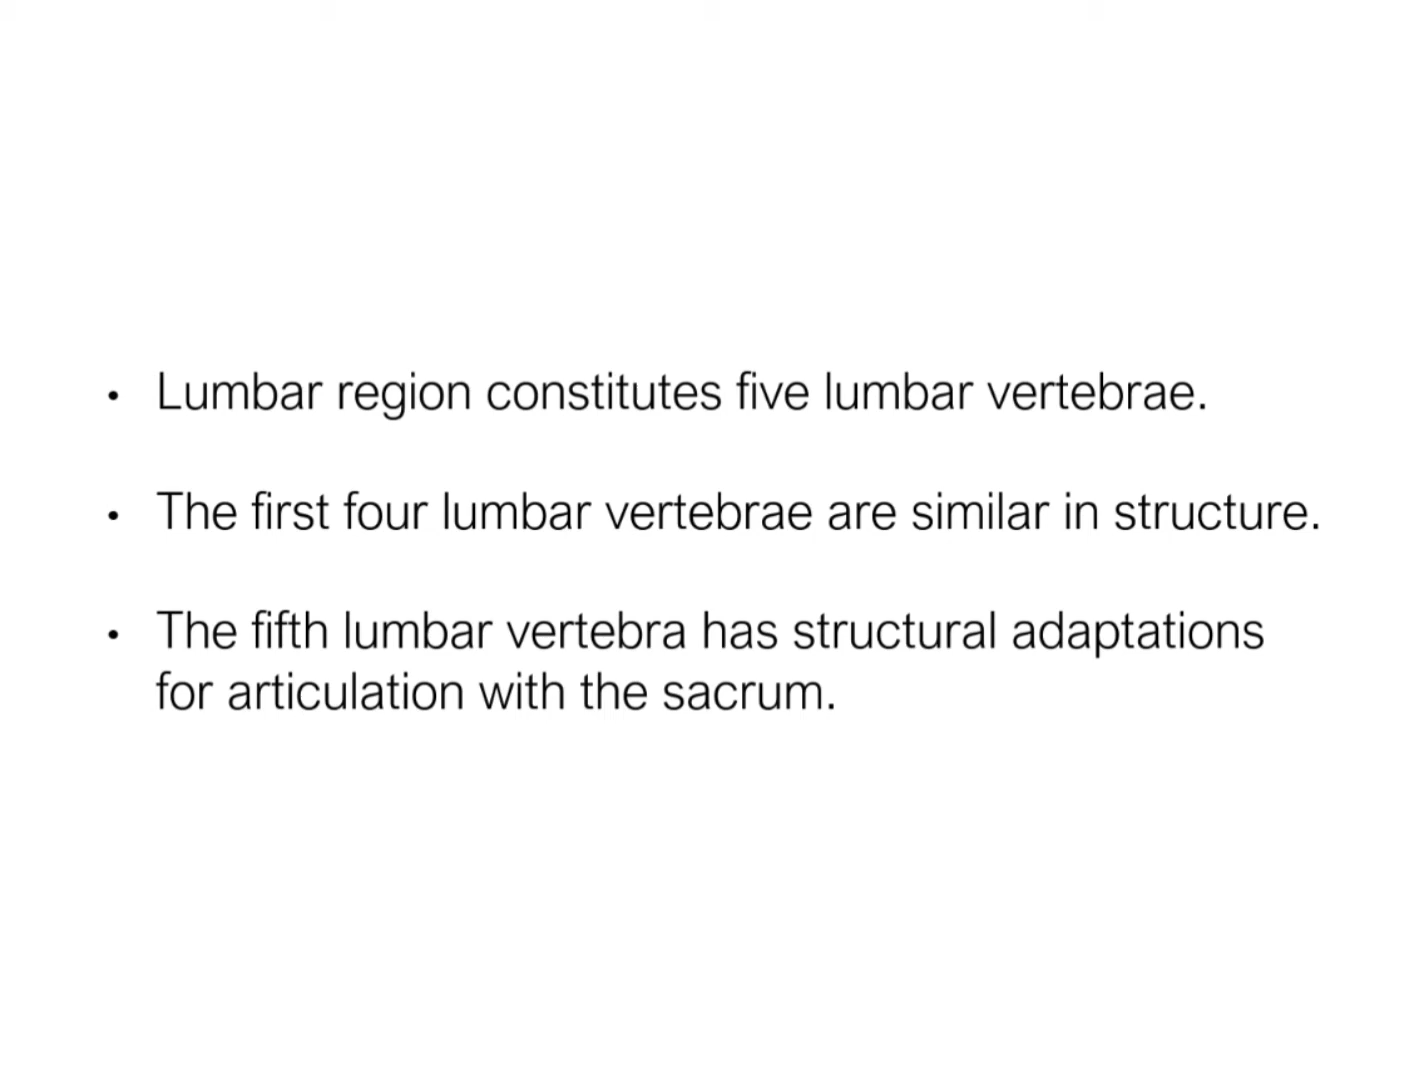 • Lumbar region constitutes five lumbar vertebrae.
• The first four lumbar vertebrae are similar in structure.
• The fifth lumbar vertebra has structural adaptations
for articulation with the sacrum.